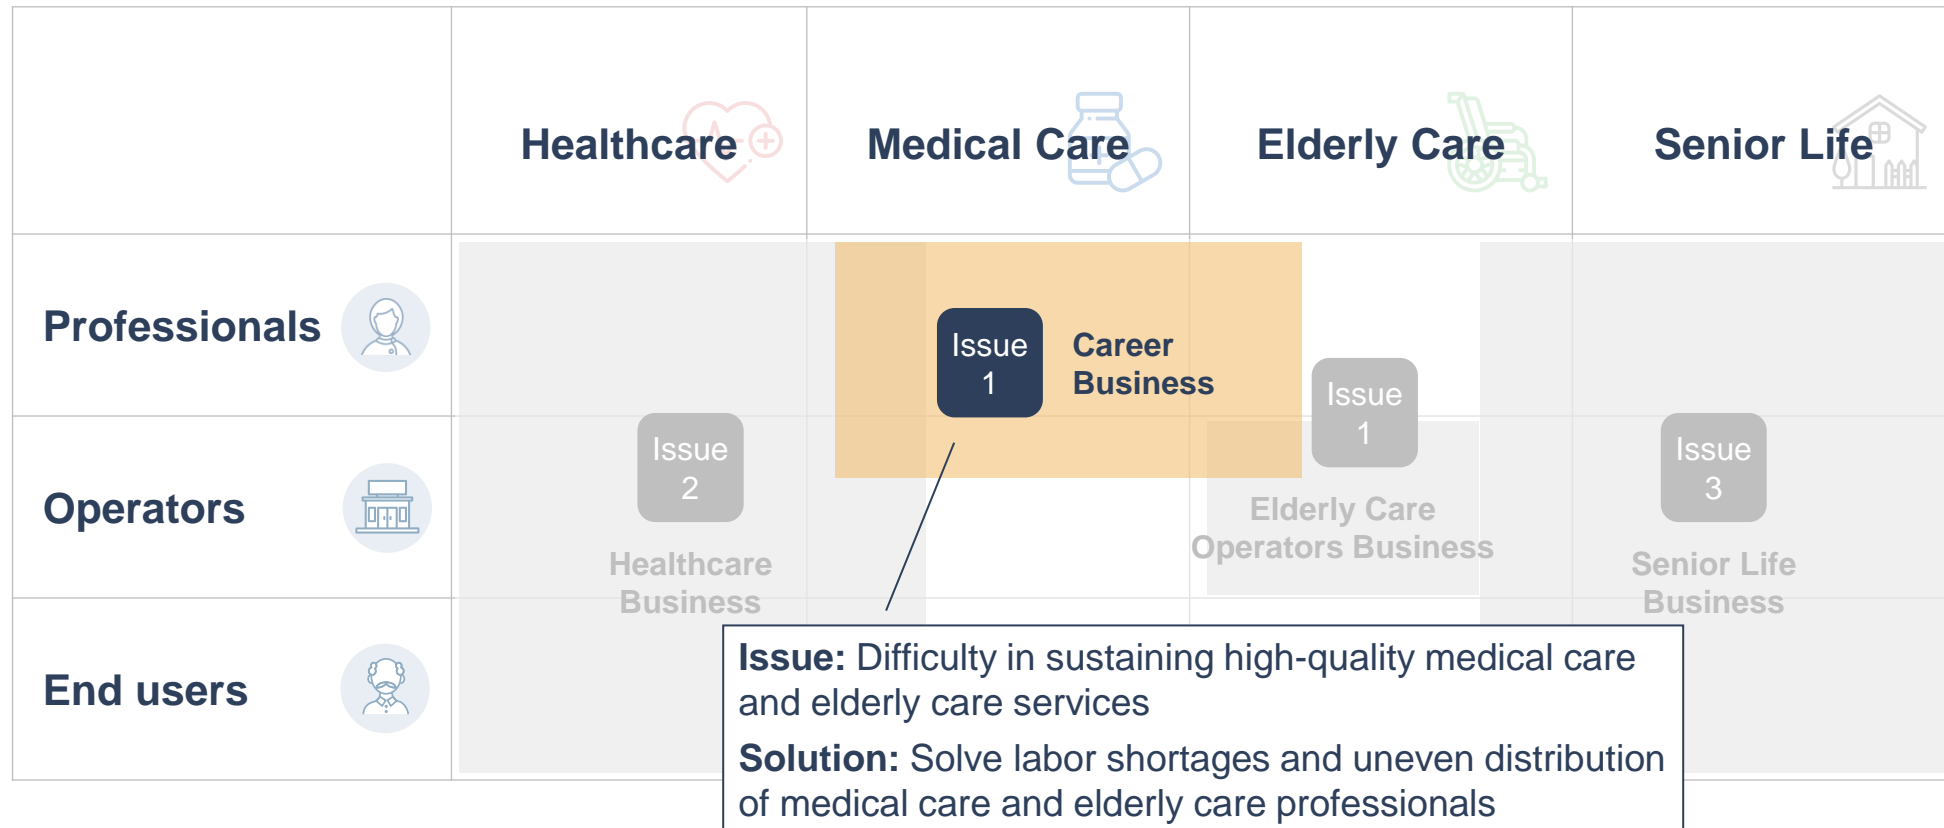 Healthcare
Medical Care
Elderly Care
Senior Life
Professionals
Issue
1
Career
Business
Issue
1
Operators
Issue
2
Healthcare
Business
Elderly Care
Operators Business
Issue
3
Senior Life
Business
End users
Issue: Difficulty in sustaining high-quality medical care
and elderly care services
Solution: Solve labor shortages and uneven distribution
of medical care and elderly care professionals